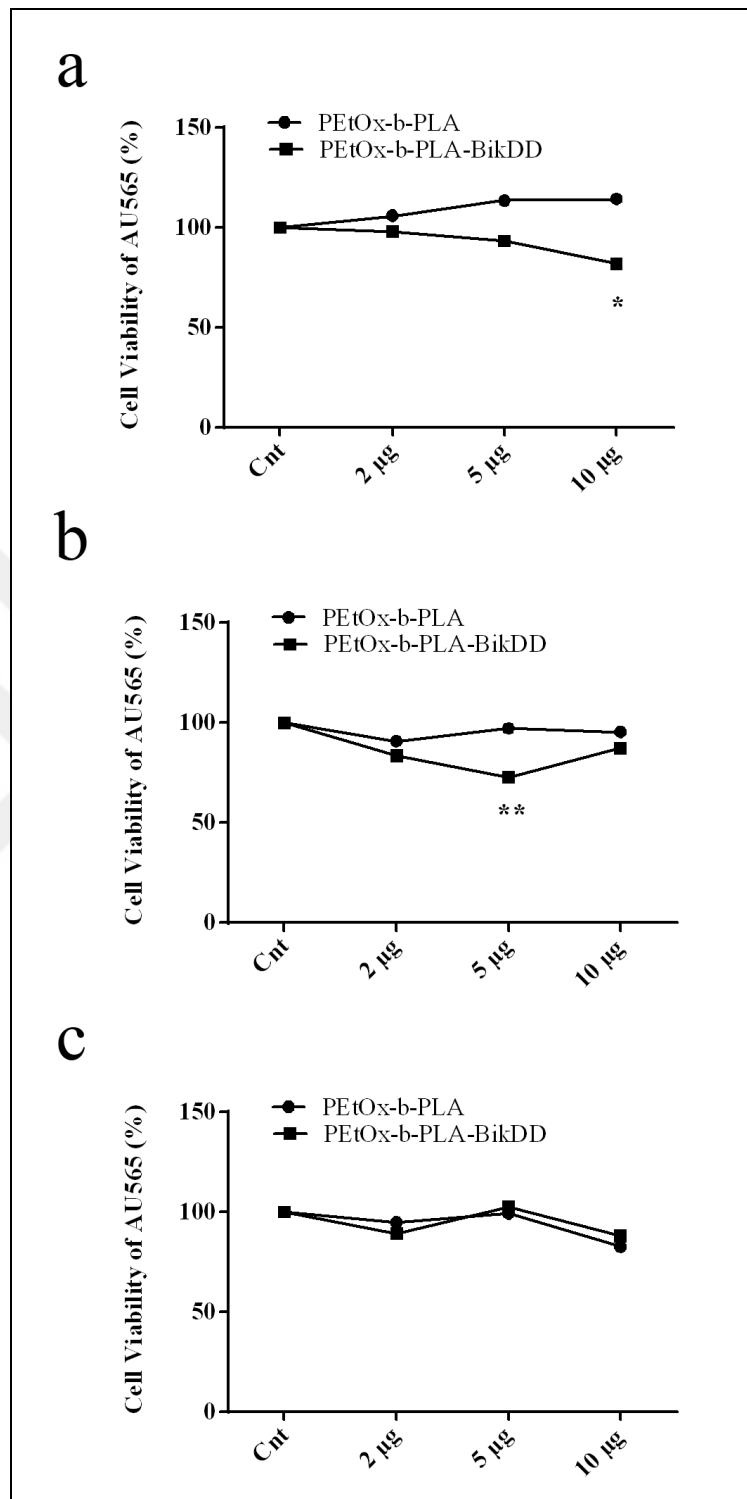 a
PEtOx-b-PLA
PEtOx-b-PLA-BikDD
Cell Viability of AU565 (%)
150
100
50
0
*
Cnt
2 µg
5 µg
10 µg
b
PEtOx-b-PLA
PEtOx-b-PLA-BikDD
Cell Viability of AU565 (%)
150
100
50
0
**
Cnt
2 µg
5 µg
10 µg
c
PEtOx-b-PLA
PEtOx-b-PLA-BikDD
Cell Viability of AU565 (%)
150
100
50
0
Cnt
2 µg
5 µg
10 µg